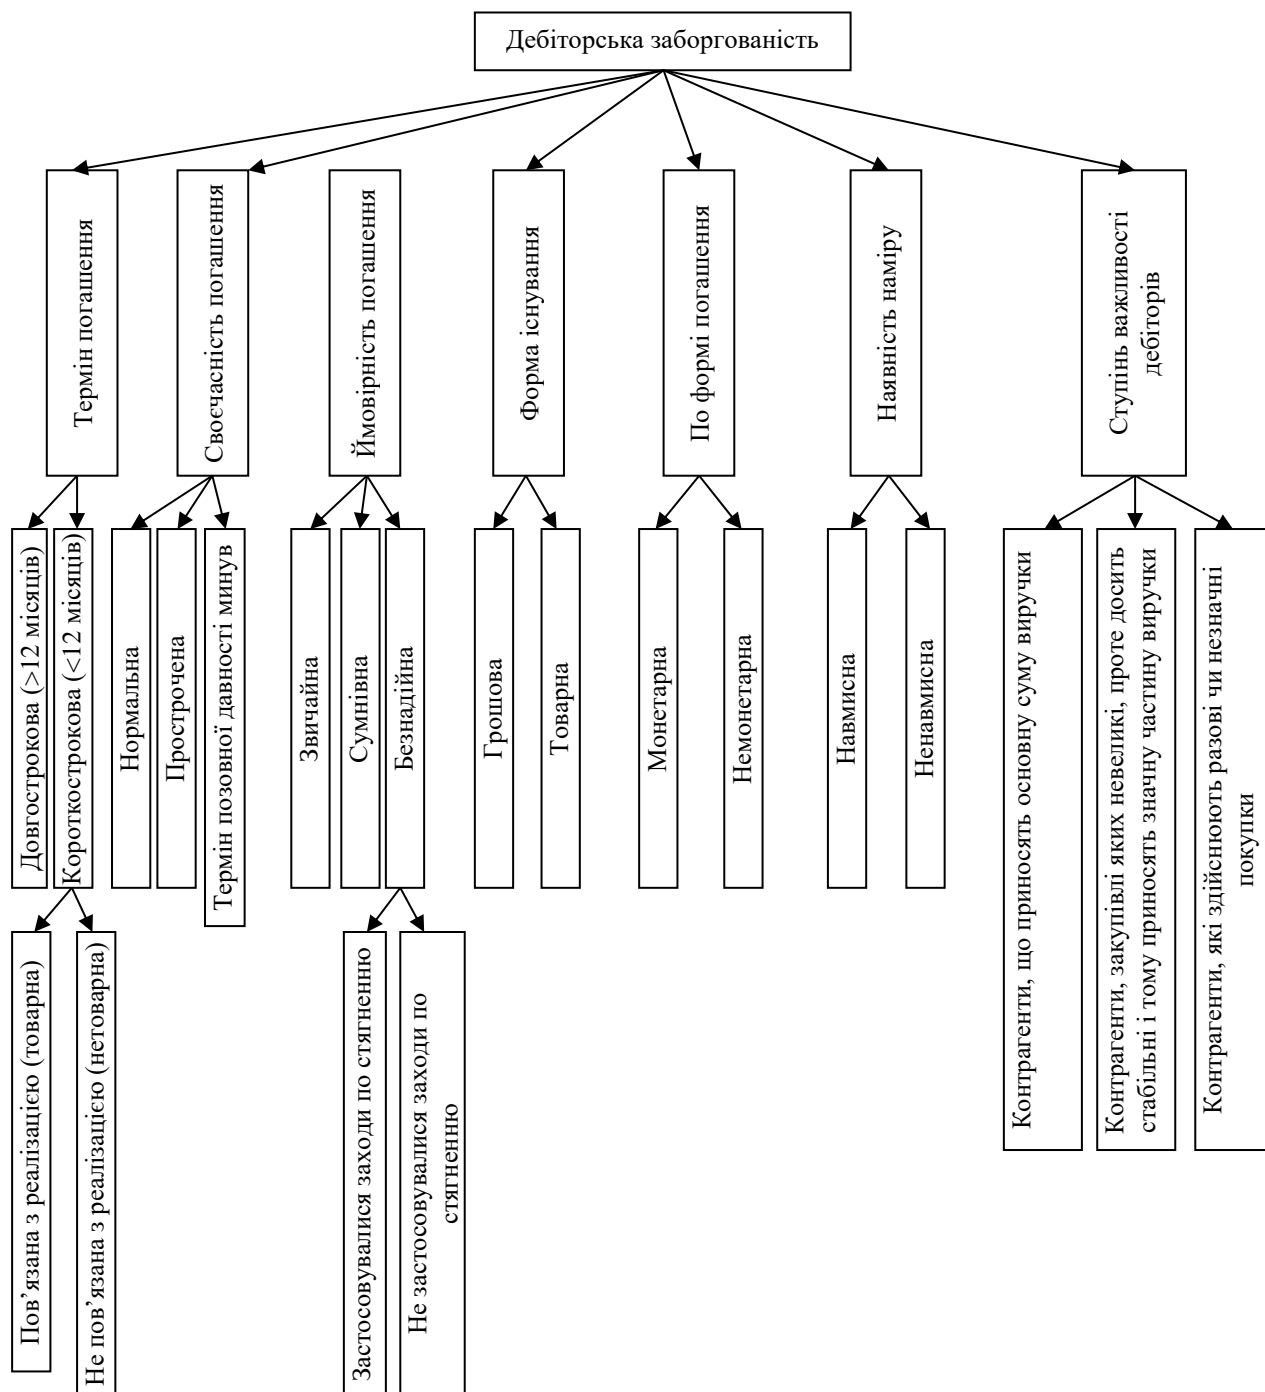 Дебіторська заборгованість
Термін погашення
Своєчасність погашення
Ймовірність погашення
Форма існування
По формі погашення
Наявність наміру
Ступінь важливості
дебіторів
Довгострокова (>12 місяців)
Короткострокова (<12 місяців)
Нормальна
Прострочена
Термін позовної давності минув
Звичайна
Сумнівна
Безнадійна
Грошова
Товарна
Монетарна
Немонетарна
Навмисна
Ненавмисна
Контрагенти, що приносять основну суму виручки
Контрагенти, закупівлі яких невеликі, проте досить
стабільні і тому приносять значну частину виручки
Контрагенти, які здійснюють разові чи незначні
покупки
Пов’язана з реалізацією (товарна)
Не пов’язана з реалізацією (нетоварна)
Застосовувалися заходи по стягненню
Не застосовувалися заходи по
стягненню